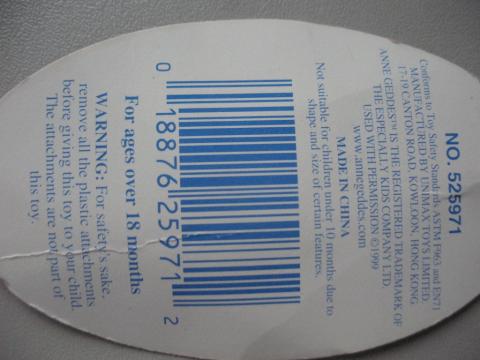 NO. 525971
Conforms to Toy Safety Standards ASTM F963 and EN71
MANUFACTURED BY UNIMAX TOYS LIMITED.
17-19 CANTON ROAD, KOWLOON, HONG KONG
ANNE GEDDES™ IS THE REGISTERED TRADEMARK OF
THE ESPECIALLY KIDS COMPANY LTD.
USED WITH PERMISSION ©1999
www.annegeddes.com
MADE IN CHINA
Not suitable for children under 10 months due to
shape and size of certain features.
0 18876 25971 2
For ages over 18 months
WARNING: For safety's sake,
remove all the plastic attachments
before giving this toy to your child.
The attachments are not part of
this toy.